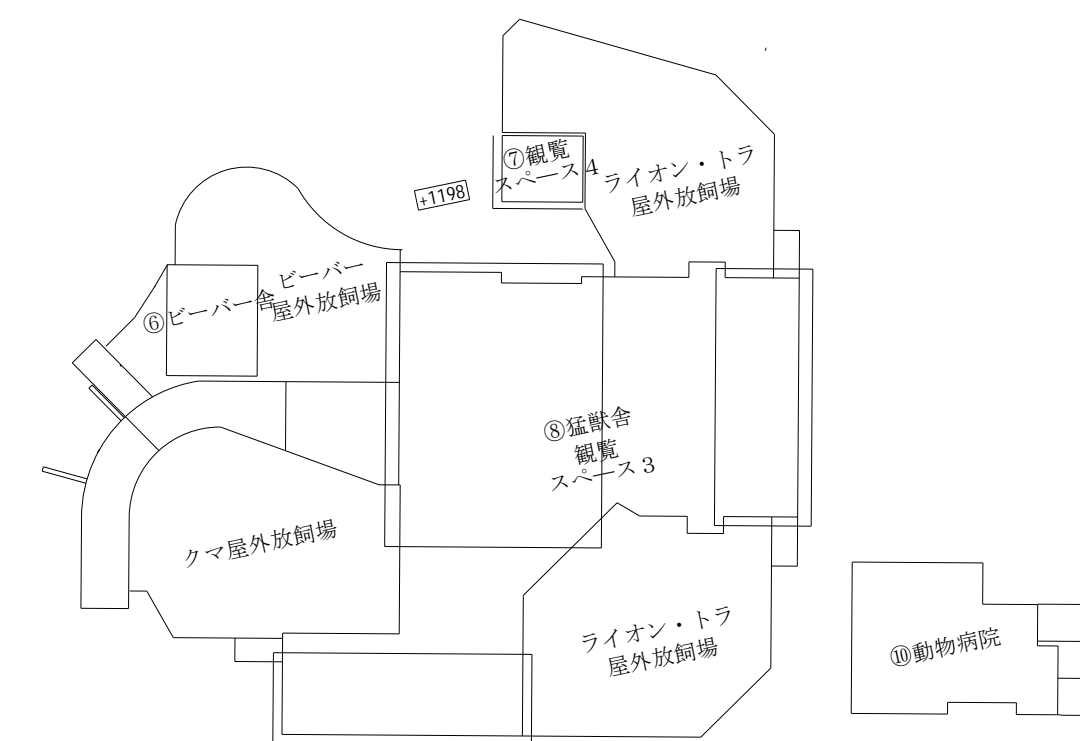 ⑦観覧
スペース４
ライオン・トラ
屋外放飼場
+1198
ビーバー
屋外放飼場
⑥ビーバー舎
⑧猛獣舎
観覧
スペース３
クマ屋外放飼場
ライオン・トラ
屋外放飼場
⑩動物病院